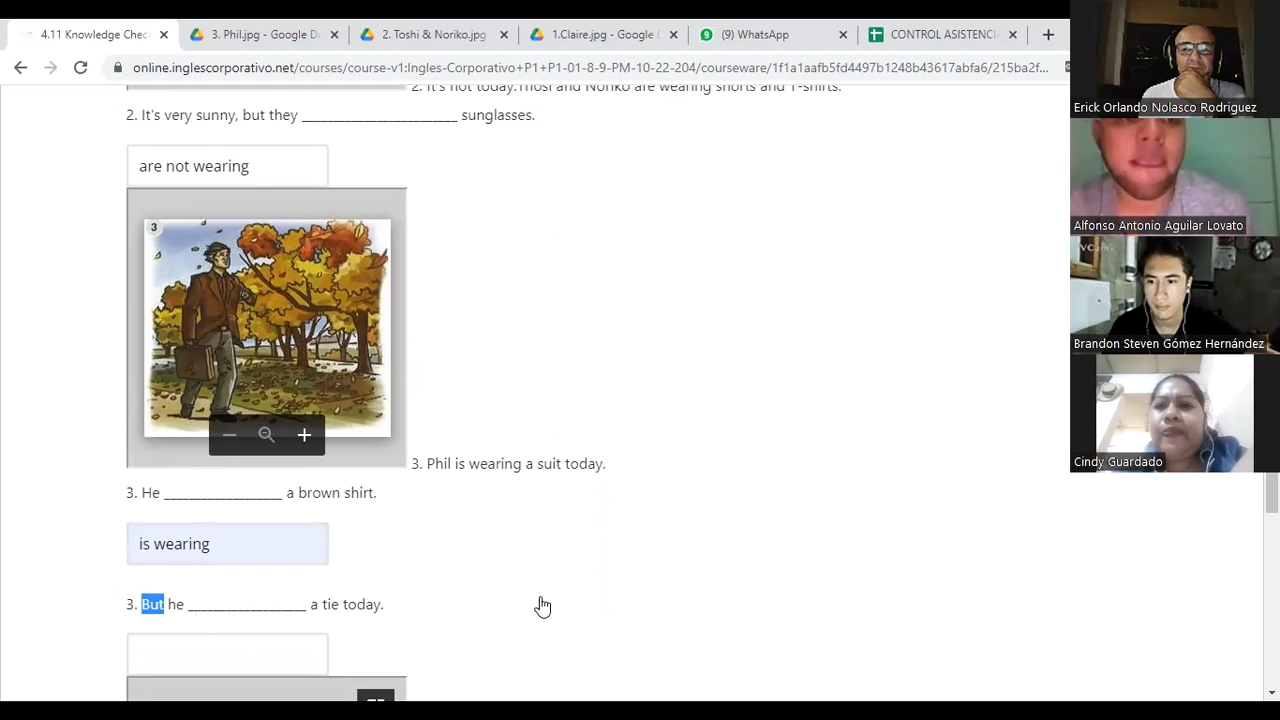 4.11 Knowledge Chec
3. Phil.jpg - Google D
2. Toshi & Noriko.jpg
1.Claire.jpg - Google
(9) WhatsApp
CONTROL ASISTENCI
online.inglescorporativo.net/courses/course-v1:Ingles-Corporativo+P1+P1-01-8-9-PM-10-22-204/courseware/1f1a1aafb5fd4497b1248b43617abfa6/215ba2f...
2. It's not today.Thosi and Noriko are wearing shorts and T-shirts.
2. It's very sunny, but they ____________________ sunglasses.
are not wearing
3
3. Phil is wearing a suit today.
3. He _________________ a brown shirt.
is wearing
3. But he _________________ a tie today.
Erick Orlando Nolasco Rodriguez
Alfonso Antonio Aguilar Lovato
Brandon Steven Gómez Hernández
Cindy Guardado